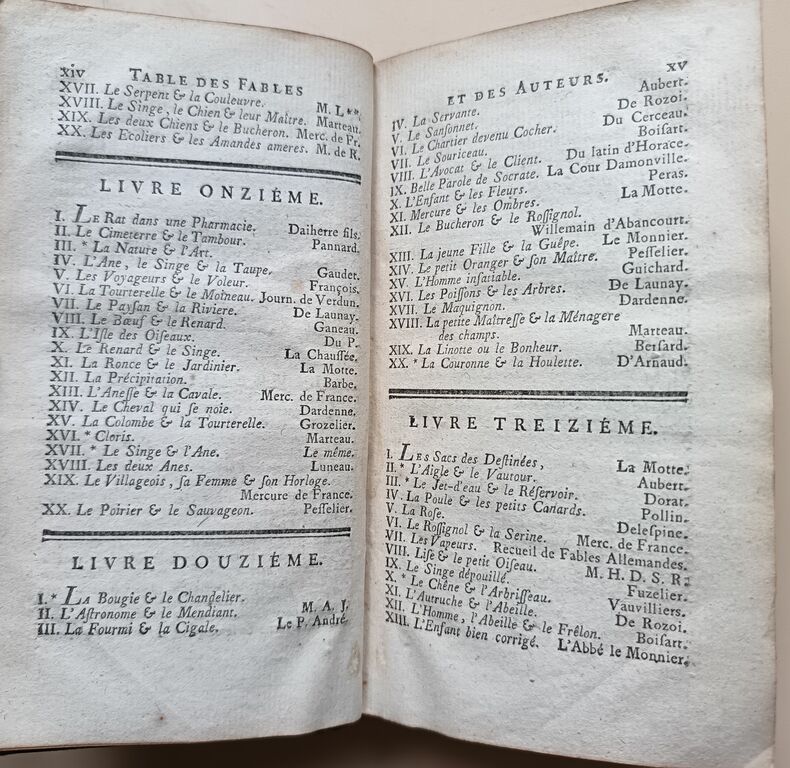 xiv TABLE DES FABLES
XVII. Le Serpent & la Couleuvre. M. L**.
XVIII. Le Singe, le Chien & leur Maître. Marteau.
XIX. Les deux Chiens & le Bucheron. Merc. de Fr.
XX. Les Ecoliers & les Amandes ameres. M. de R.
LIVRE ONZIÉME.
I. LE Rat dans une Pharmacie. Daiherre fils.
II. Le Cimeterre & le Tambour. Pannard.
III. * La Nature & l'Art.
IV. L'Ane, le Singe & la Taupe. Gaudet.
V. Les Voyageurs & le Voleur. François.
VI. La Tourterelle & le Moineau. Journ. de Verdun.
VII. Le Paysan & la Riviere. De Launay.
VIII. Le Bœuf & le Renard. Ganeau.
IX. L'Isle des Oiseaux. Du P.
X. Le Renard & le Singe. La Chaussée.
XI. La Ronce & le Jardinier. La Motte.
XII. La Précipitation. Barbe.
XIII. L'Anesse & la Cavale. Merc. de France.
XIV. Le Cheval qui se noie. Dardenne.
XV. La Colombe & la Tourterelle. Grozelier.
XVI. * Cloris. Marteau.
XVII. * Le Singe & l'Ane. Le même.
XVIII. Les deux Anes. Luneau.
XIX. Le Villageois, sa Femme & son Horloge.
Mercure de France.
XX. Le Poirier & le Sauvageon. Pesselier.
LIVRE DOUZIÉME.
I. * LA Bougie & le Chandelier.
II. L'Astronome & le Mendiant. M. A. J.
III. La Fourmi & la Cigale. Le P. André.
ET DES AUTEURS. xv
IV. La Servante. Aubert.
V. Le Sansonnet. De Rozoi.
VI. Le Chartier devenu Cocher. Du Cerceau.
VII. Le Souriceau. Boisart.
VIII. L'Avocat & le Client. Du latin d'Horace.
IX. Belle Parole de Socrate. La Cour Damonville.
X. L'Enfant & les Fleurs. Peras.
XI. Mercure & les Ombres. La Motte.
XII. Le Bucheron & le Rossignol.
Willemain d'Abancourt.
XIII. La jeune Fille & la Guêpe. Le Monnier.
XIV. Le petit Oranger & son Maître. Pesselier.
XV. L'Homme insatiable. Guichard.
XVI. Les Poissons & les Arbres. De Launay.
XVII. Le Maquignon. Dardenne.
XVIII. La petite Maîtresse & la Ménagere
des champs. Marteau.
XIX. La Linotte ou le Bonheur. Bersard.
XX. * La Couronne & la Houlette. D'Arnaud.
LIVRE TREIZIÉME.
I. LES Sacs des Destinées, La Motte.
II. * L'Aigle & le Vautour. Aubert.
III. * Le Jet-d'eau & le Réservoir. Dorat.
IV. La Poule & les petits Canards. Pollin.
V. La Rose. Delespine.
VI. Le Rossignol & la Serine. Merc. de France.
VII. Les Vapeurs. Recueil de Fables Allemandes.
VIII. Lise & le petit Oiseau. M. H. D. S. R.
IX. Le Singe dépouillé. Fuzelier.
X. * Le Chêne & l'Arbrisseau. Vauvilliers.
XI. L'Autruche & l'Abeille. De Rozoi.
XII. L'Homme, l'Abeille & le Frêlon. Boisart.
XIII. L'Enfant bien corrigé. L'Abbé le Monnier.